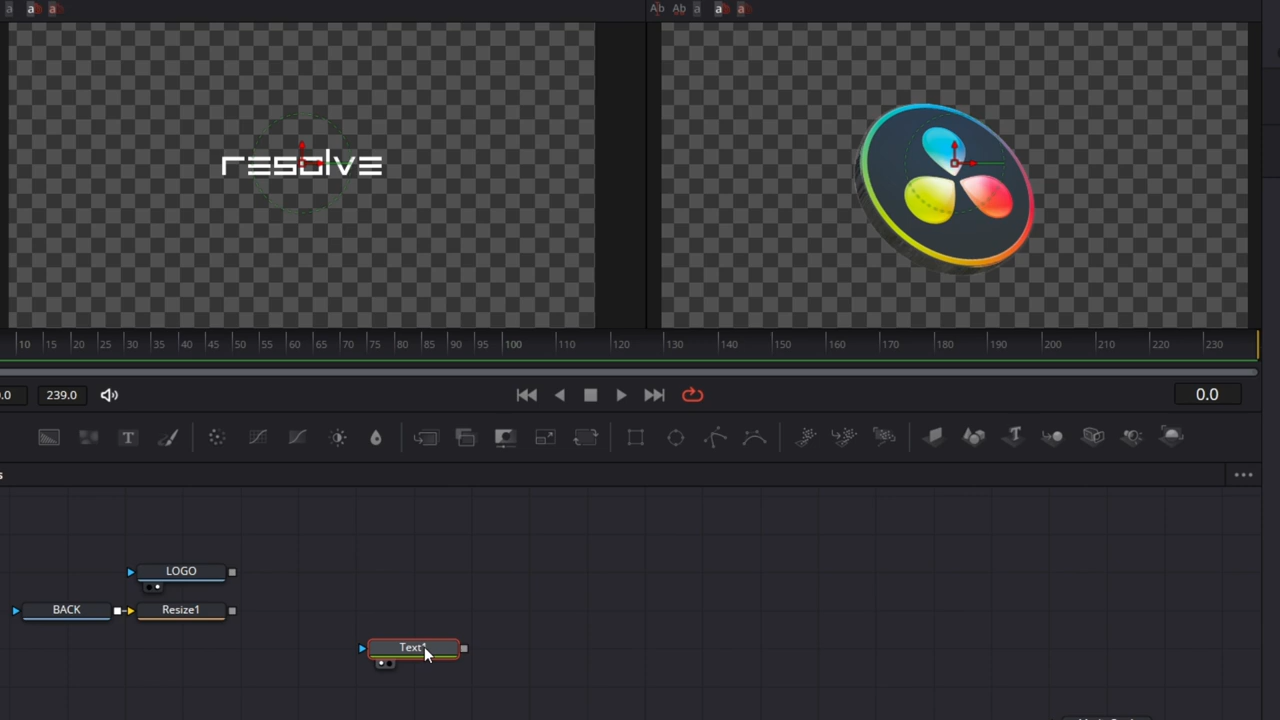 a a a Ab Ab a a a
resolve
10 15 20 25 30 35 40 45 50 55 60 65 70 75 80 85 90 95 100 110 120 130 140 150 160 170 180 190 200 210 220 230
239.0 0.0
T T
LOGO
BACK Resize1
Text1